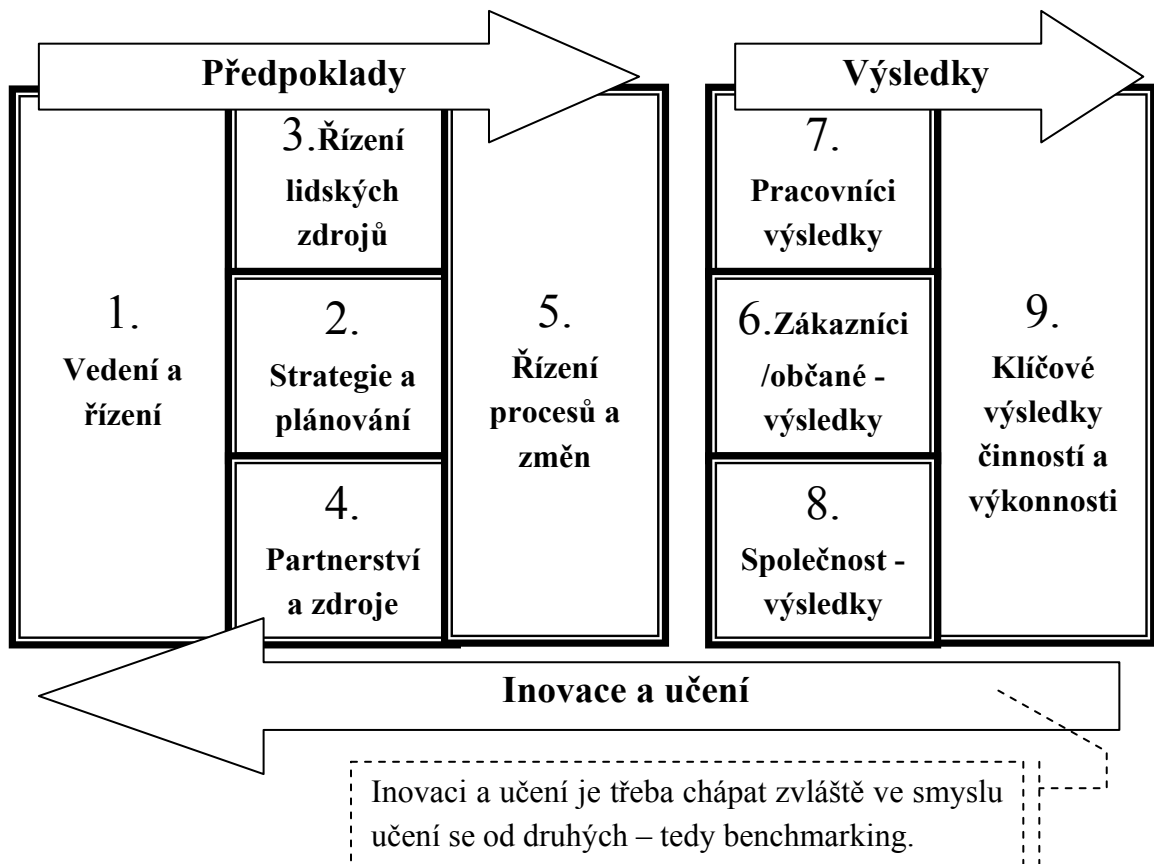 Předpoklady
Výsledky
1.
Vedení a
řízení
3.Řízení
lidských
zdrojů
2.
Strategie a
plánování
4.
Partnerství
a zdroje
5.
Řízení
procesů a
změn
7.
Pracovníci
výsledky
6.Zákazníci
/občané -
výsledky
8.
Společnost -
výsledky
9.
Klíčové
výsledky
činností a
výkonnosti
Inovace a učení
Inovaci a učení je třeba chápat zvláště ve smyslu
učení se od druhých – tedy benchmarking.